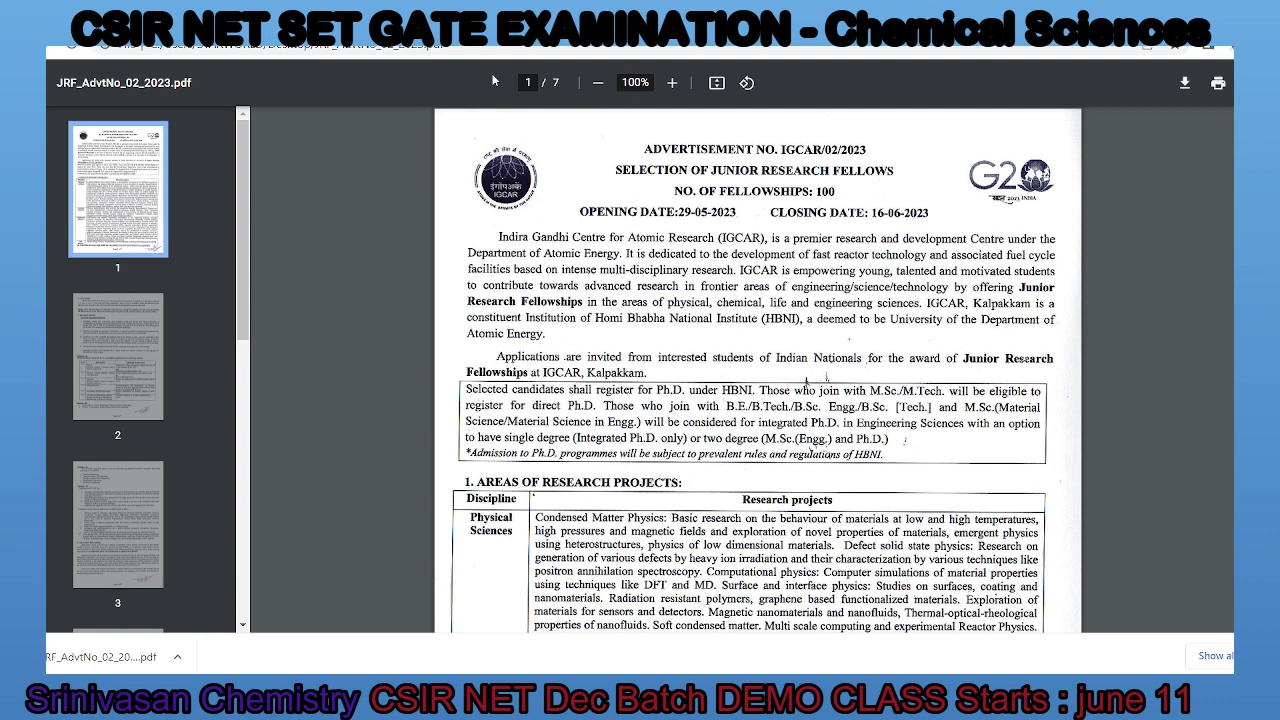 CSIR NET SET GATE EXAMINATION - Chemical Sciences
JRF_AdvtNo_02_2023.pdf
1 / 7
100%
ADVERTISEMENT NO. IGCAR/02/2023
SELECTION OF JUNIOR RESEARCH FELLOWS
NO. OF FELLOWSHIPS: 100
OPENING DATE:29-05-2023 CLOSING DATE: 16-06-2023
इंगांपअकें
IGCAR
G20
2023 INDIA
Indira Gandhi Centre for Atomic Research (IGCAR), is a premier research and development Centre under the
Department of Atomic Energy. It is dedicated to the development of fast reactor technology and associated fuel cycle
facilities based on intense multi-disciplinary research. IGCAR is empowering young, talented and motivated students
to contribute towards advanced research in frontier areas of engineering/science/technology by offering Junior
Research Fellowships in the areas of physical, chemical, life and engineering sciences. IGCAR, Kalpakkam is a
constituent Institution of Homi Bhabha National Institute (HBNI), a deemed to be University of the Department of
Atomic Energy.
Applications are invited from interested students of Indian Nationals for the award of Junior Research
Fellowships at IGCAR, Kalpakkam.
Selected candidates shall register for Ph.D. under HBNI. Those who join with M.Sc./M.Tech. will be eligible to
register for direct Ph.D. Those who join with B.E./B.Tech./B.Sc. Engg./B.Sc. [Tech.] and M.Sc.(Material
Science/Material Science in Engg.) will be considered for integrated Ph.D. in Engineering Sciences with an option
to have single degree (Integrated Ph.D. only) or two degree (M.Sc.(Engg.) and Ph.D.)
*Admission to Ph.D. programmes will be subject to prevalent rules and regulations of HBNI.
1. AREAS OF RESEARCH PROJECTS:
Discipline Research projects
Physical Sciences
Condensed Matter Physics: Basic research on the behaviour of materials at low and high temperatures,
high pressures and magnetic fields and exploration of novel properties of materials, emergent physics
using heterostructures, physics of low dimensional materials. Defect solid state physics: Research on
generation of various defects by heavy ion irradiation and their characterization by various techniques like
positron annihilation spectroscopy. Computational physics: Computer simulations of material properties
using techniques like DFT and MD. Surface and interface physics: Studies on surfaces, coating and
nanomaterials. Radiation resistant polymers, graphene based functionalized materials. Exploration of
materials for sensors and detectors. Magnetic nanomaterials and nanofluids, Thermal-optical-rheological
properties of nanofluids. Soft condensed matter. Multi scale computing and experimental Reactor Physics.
1
2
3
RF_AdvtNo_02_20....pdf
Show al
Srinivasan Chemistry CSIR NET Dec Batch DEMO CLASS Starts : june 11